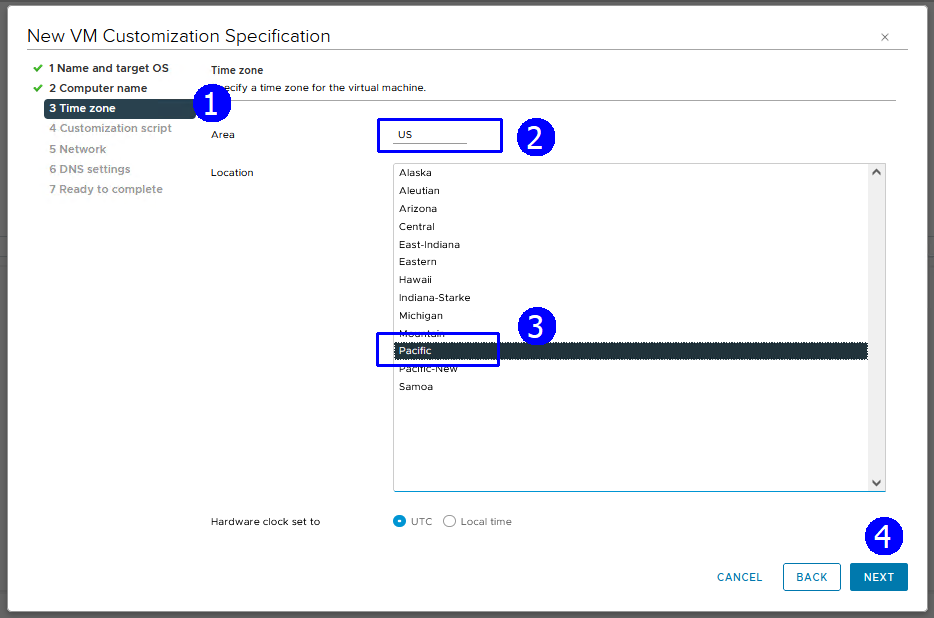 New VM Customization Specification
1 Name and target OS
2 Computer name
3 Time zone
4 Customization script
5 Network
6 DNS settings
7 Ready to complete
1
Time zone
a time zone for the virtual machine.
Area
US
2
Location
Alaska
Aleutian
Arizona
Central
East-Indiana
Eastern
Hawaii
Indiana-Starke
Michigan
Mountain
3
Pacific
Pacific-New
Samoa
Hardware clock set to
UTC
Local time
4
CANCEL
BACK
NEXT